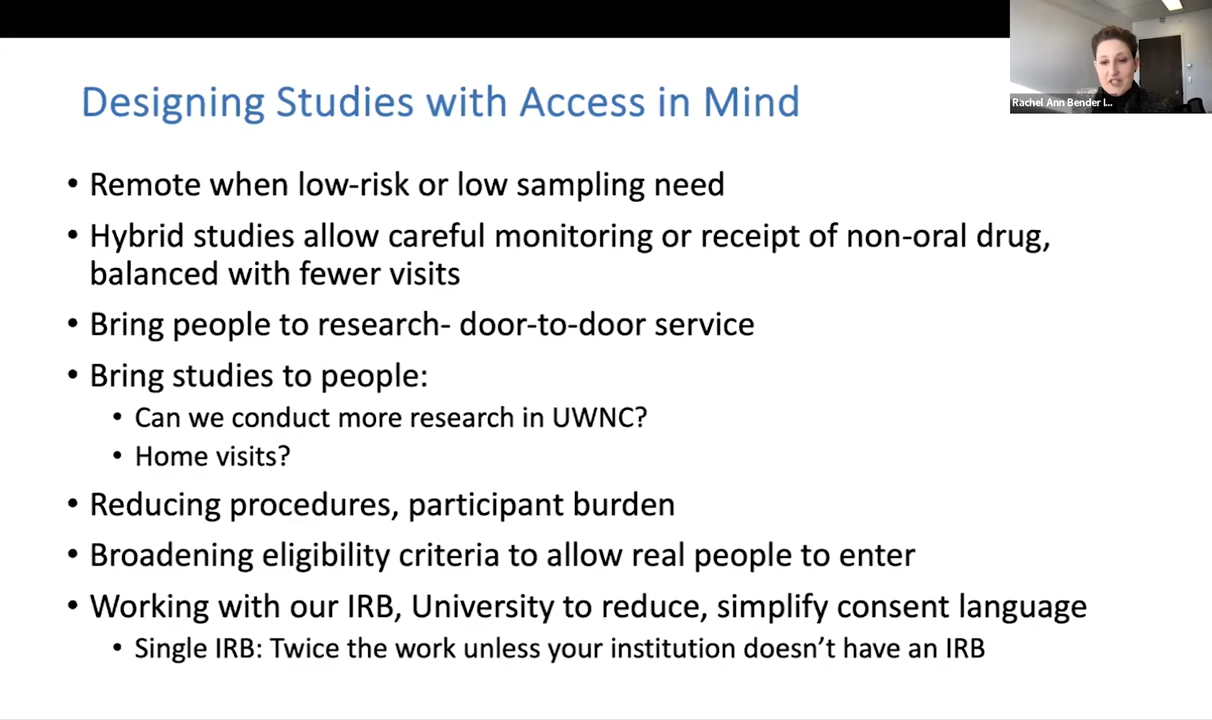 Rachel Ann Bender I...
Designing Studies with Access in Mind
• Remote when low-risk or low sampling need
• Hybrid studies allow careful monitoring or receipt of non-oral drug,
balanced with fewer visits
• Bring people to research- door-to-door service
• Bring studies to people:
• Can we conduct more research in UWNC?
• Home visits?
• Reducing procedures, participant burden
• Broadening eligibility criteria to allow real people to enter
• Working with our IRB, University to reduce, simplify consent language
• Single IRB: Twice the work unless your institution doesn’t have an IRB